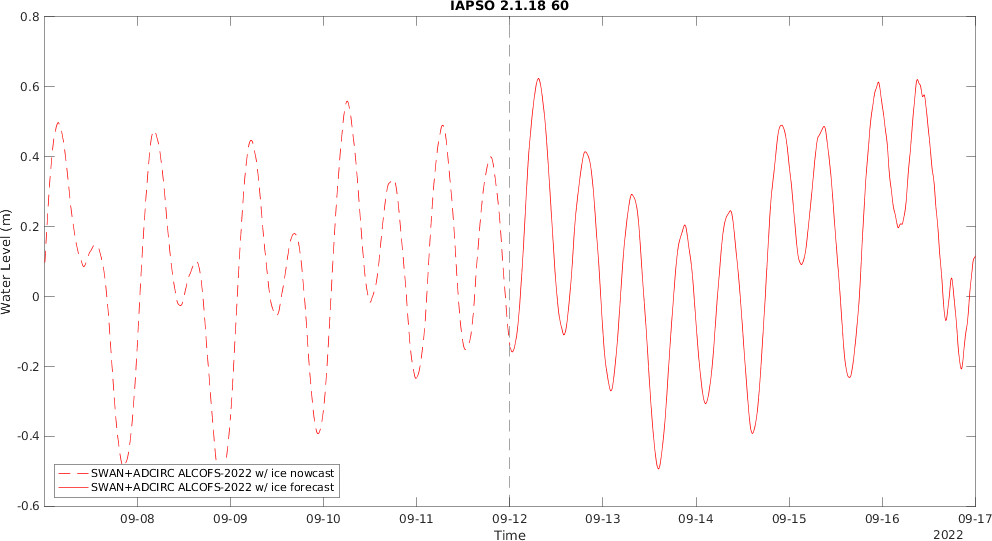 IAPSO 2.1.18 60
0.8
0.6
0.4
0.2
0
-0.2
-0.4
-0.6
Water Level (m)
SWAN+ADCIRC ALCOFS-2022 w/ ice nowcast
SWAN+ADCIRC ALCOFS-2022 w/ ice forecast
09-08 09-09 09-10 09-11 09-12 09-13 09-14 09-15 09-16 09-17
Time
2022